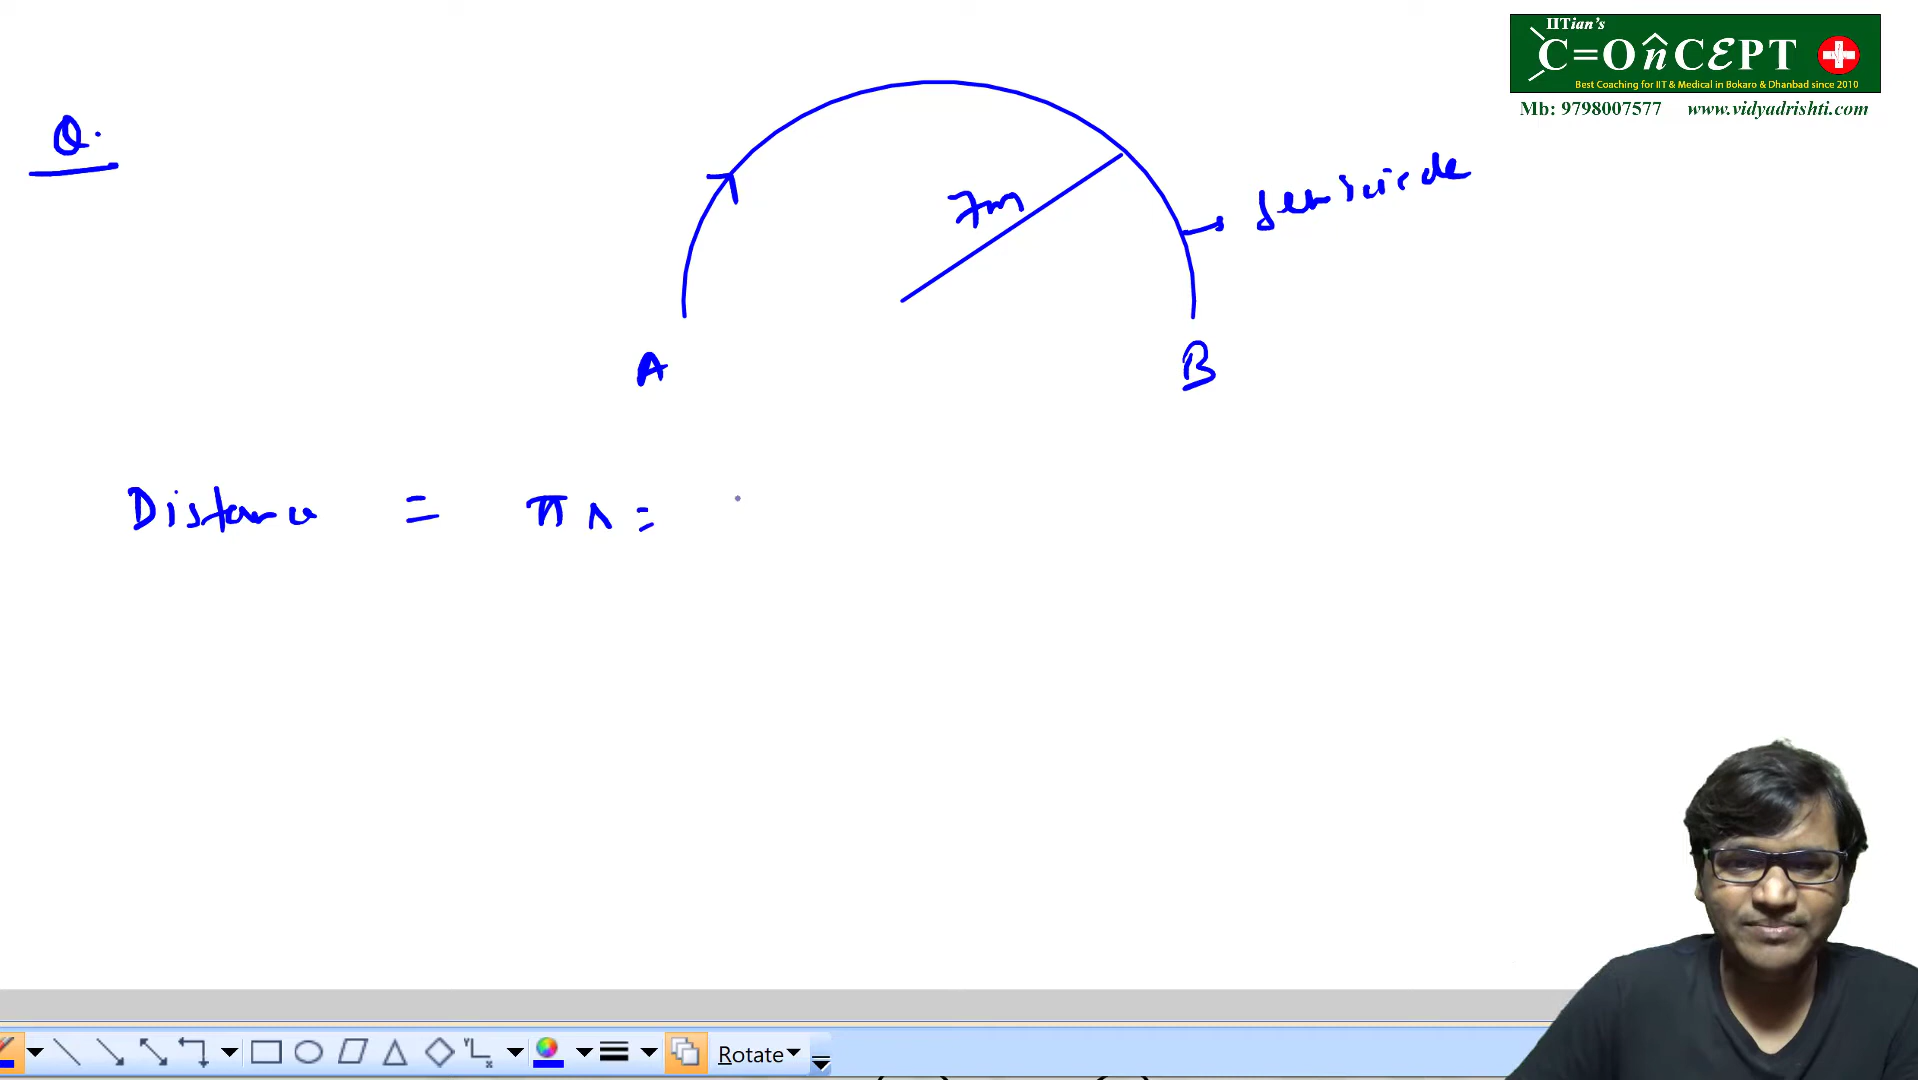 IITian's
C=OnCEPT
Best Coaching for IIT & Medical in Bokaro & Dhanbad since 2010
Mb: 9798007577 www.vidyadrishti.com
Q.
7m
semicircle
A
B
Distance = πr =
Rotate